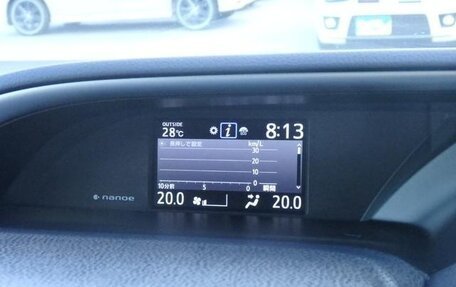 OUTSIDE
28℃ i 8:13
長押しで設定 km/L
30
20
10
0
10分前 5 0 瞬間
20.0 20.0
nanoe